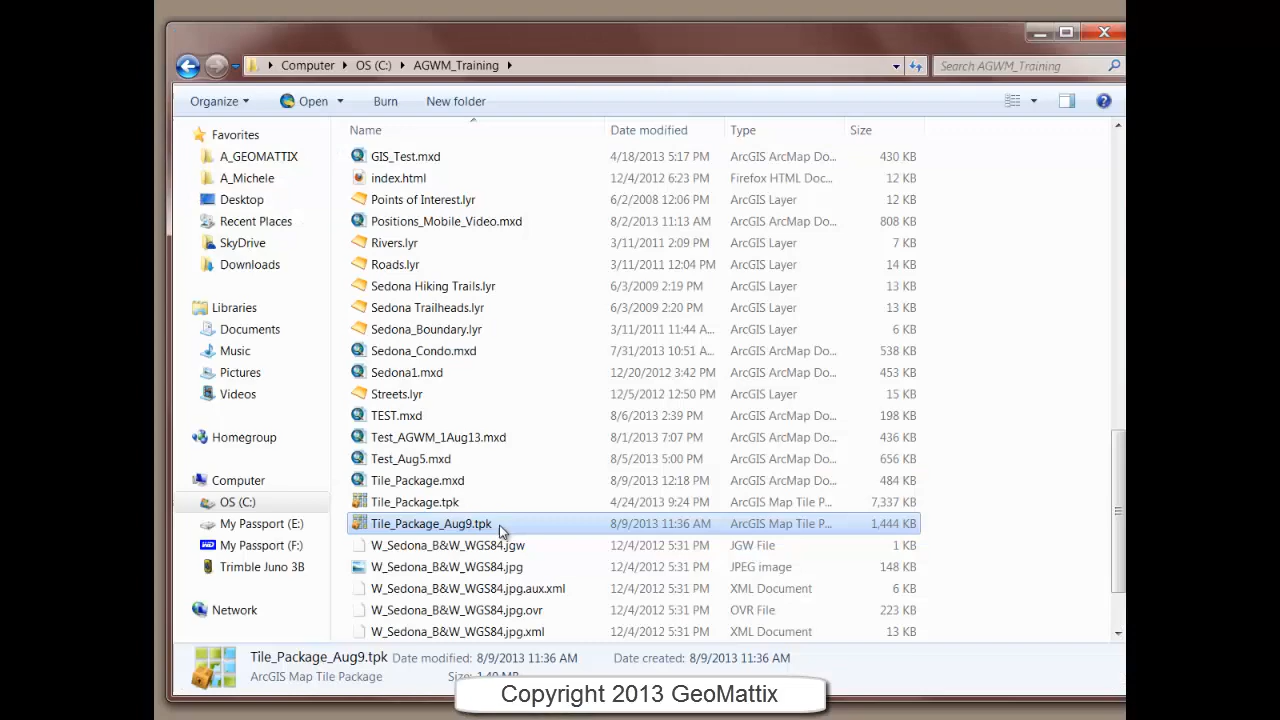 Computer OS (C:) AGWM_Training Search AGWM_Training
Organize Open Burn New folder
Name Date modified Type Size
Favorites
A_GEOMATTIX GIS_Test.mxd 4/18/2013 5:17 PM ArcGIS ArcMap Do... 430 KB
A_Michele index.html 12/4/2012 6:23 PM Firefox HTML Doc... 12 KB
Desktop Points of Interest.lyr 6/2/2008 12:06 PM ArcGIS Layer 13 KB
Recent Places Positions_Mobile_Video.mxd 8/2/2013 11:13 AM ArcGIS ArcMap Do... 808 KB
SkyDrive Rivers.lyr 3/11/2011 2:09 PM ArcGIS Layer 7 KB
Downloads Roads.lyr 3/11/2011 12:04 PM ArcGIS Layer 14 KB
Sedona Hiking Trails.lyr 6/3/2009 2:19 PM ArcGIS Layer 13 KB
Libraries Sedona Trailheads.lyr 6/3/2009 2:20 PM ArcGIS Layer 13 KB
Documents Sedona_Boundary.lyr 3/11/2011 11:44 A... ArcGIS Layer 6 KB
Music Sedona_Condo.mxd 7/31/2013 10:51 A... ArcGIS ArcMap Do... 538 KB
Pictures Sedona1.mxd 12/20/2012 3:42 PM ArcGIS ArcMap Do... 453 KB
Videos Streets.lyr 12/5/2012 12:50 PM ArcGIS Layer 15 KB
TEST.mxd 8/6/2013 2:39 PM ArcGIS ArcMap Do... 198 KB
Homegroup Test_AGWM_1Aug13.mxd 8/1/2013 7:07 PM ArcGIS ArcMap Do... 436 KB
Test_Aug5.mxd 8/5/2013 5:00 PM ArcGIS ArcMap Do... 656 KB
Computer Tile_Package.mxd 8/9/2013 12:18 PM ArcGIS ArcMap Do... 484 KB
OS (C:) Tile_Package.tpk 4/24/2013 9:24 PM ArcGIS Map Tile P... 7,337 KB
My Passport (E:) Tile_Package_Aug9.tpk 8/9/2013 11:36 AM ArcGIS Map Tile P... 1,444 KB
My Passport (F:) W_Sedona_B&W_WGS84.jgw 12/4/2012 5:31 PM JGW File 1 KB
Trimble Juno 3B W_Sedona_B&W_WGS84.jpg 12/4/2012 5:31 PM JPEG image 148 KB
W_Sedona_B&W_WGS84.jpg.aux.xml 12/4/2012 5:31 PM XML Document 6 KB
Network W_Sedona_B&W_WGS84.jpg.ovr 12/4/2012 5:31 PM OVR File 223 KB
W_Sedona_B&W_WGS84.jpg.xml 12/4/2012 5:31 PM XML Document 13 KB
Tile_Package_Aug9.tpk Date modified: 8/9/2013 11:36 AM Date created: 8/9/2013 11:36 AM
ArcGIS Map Tile Package
Copyright 2013 GeoMattix